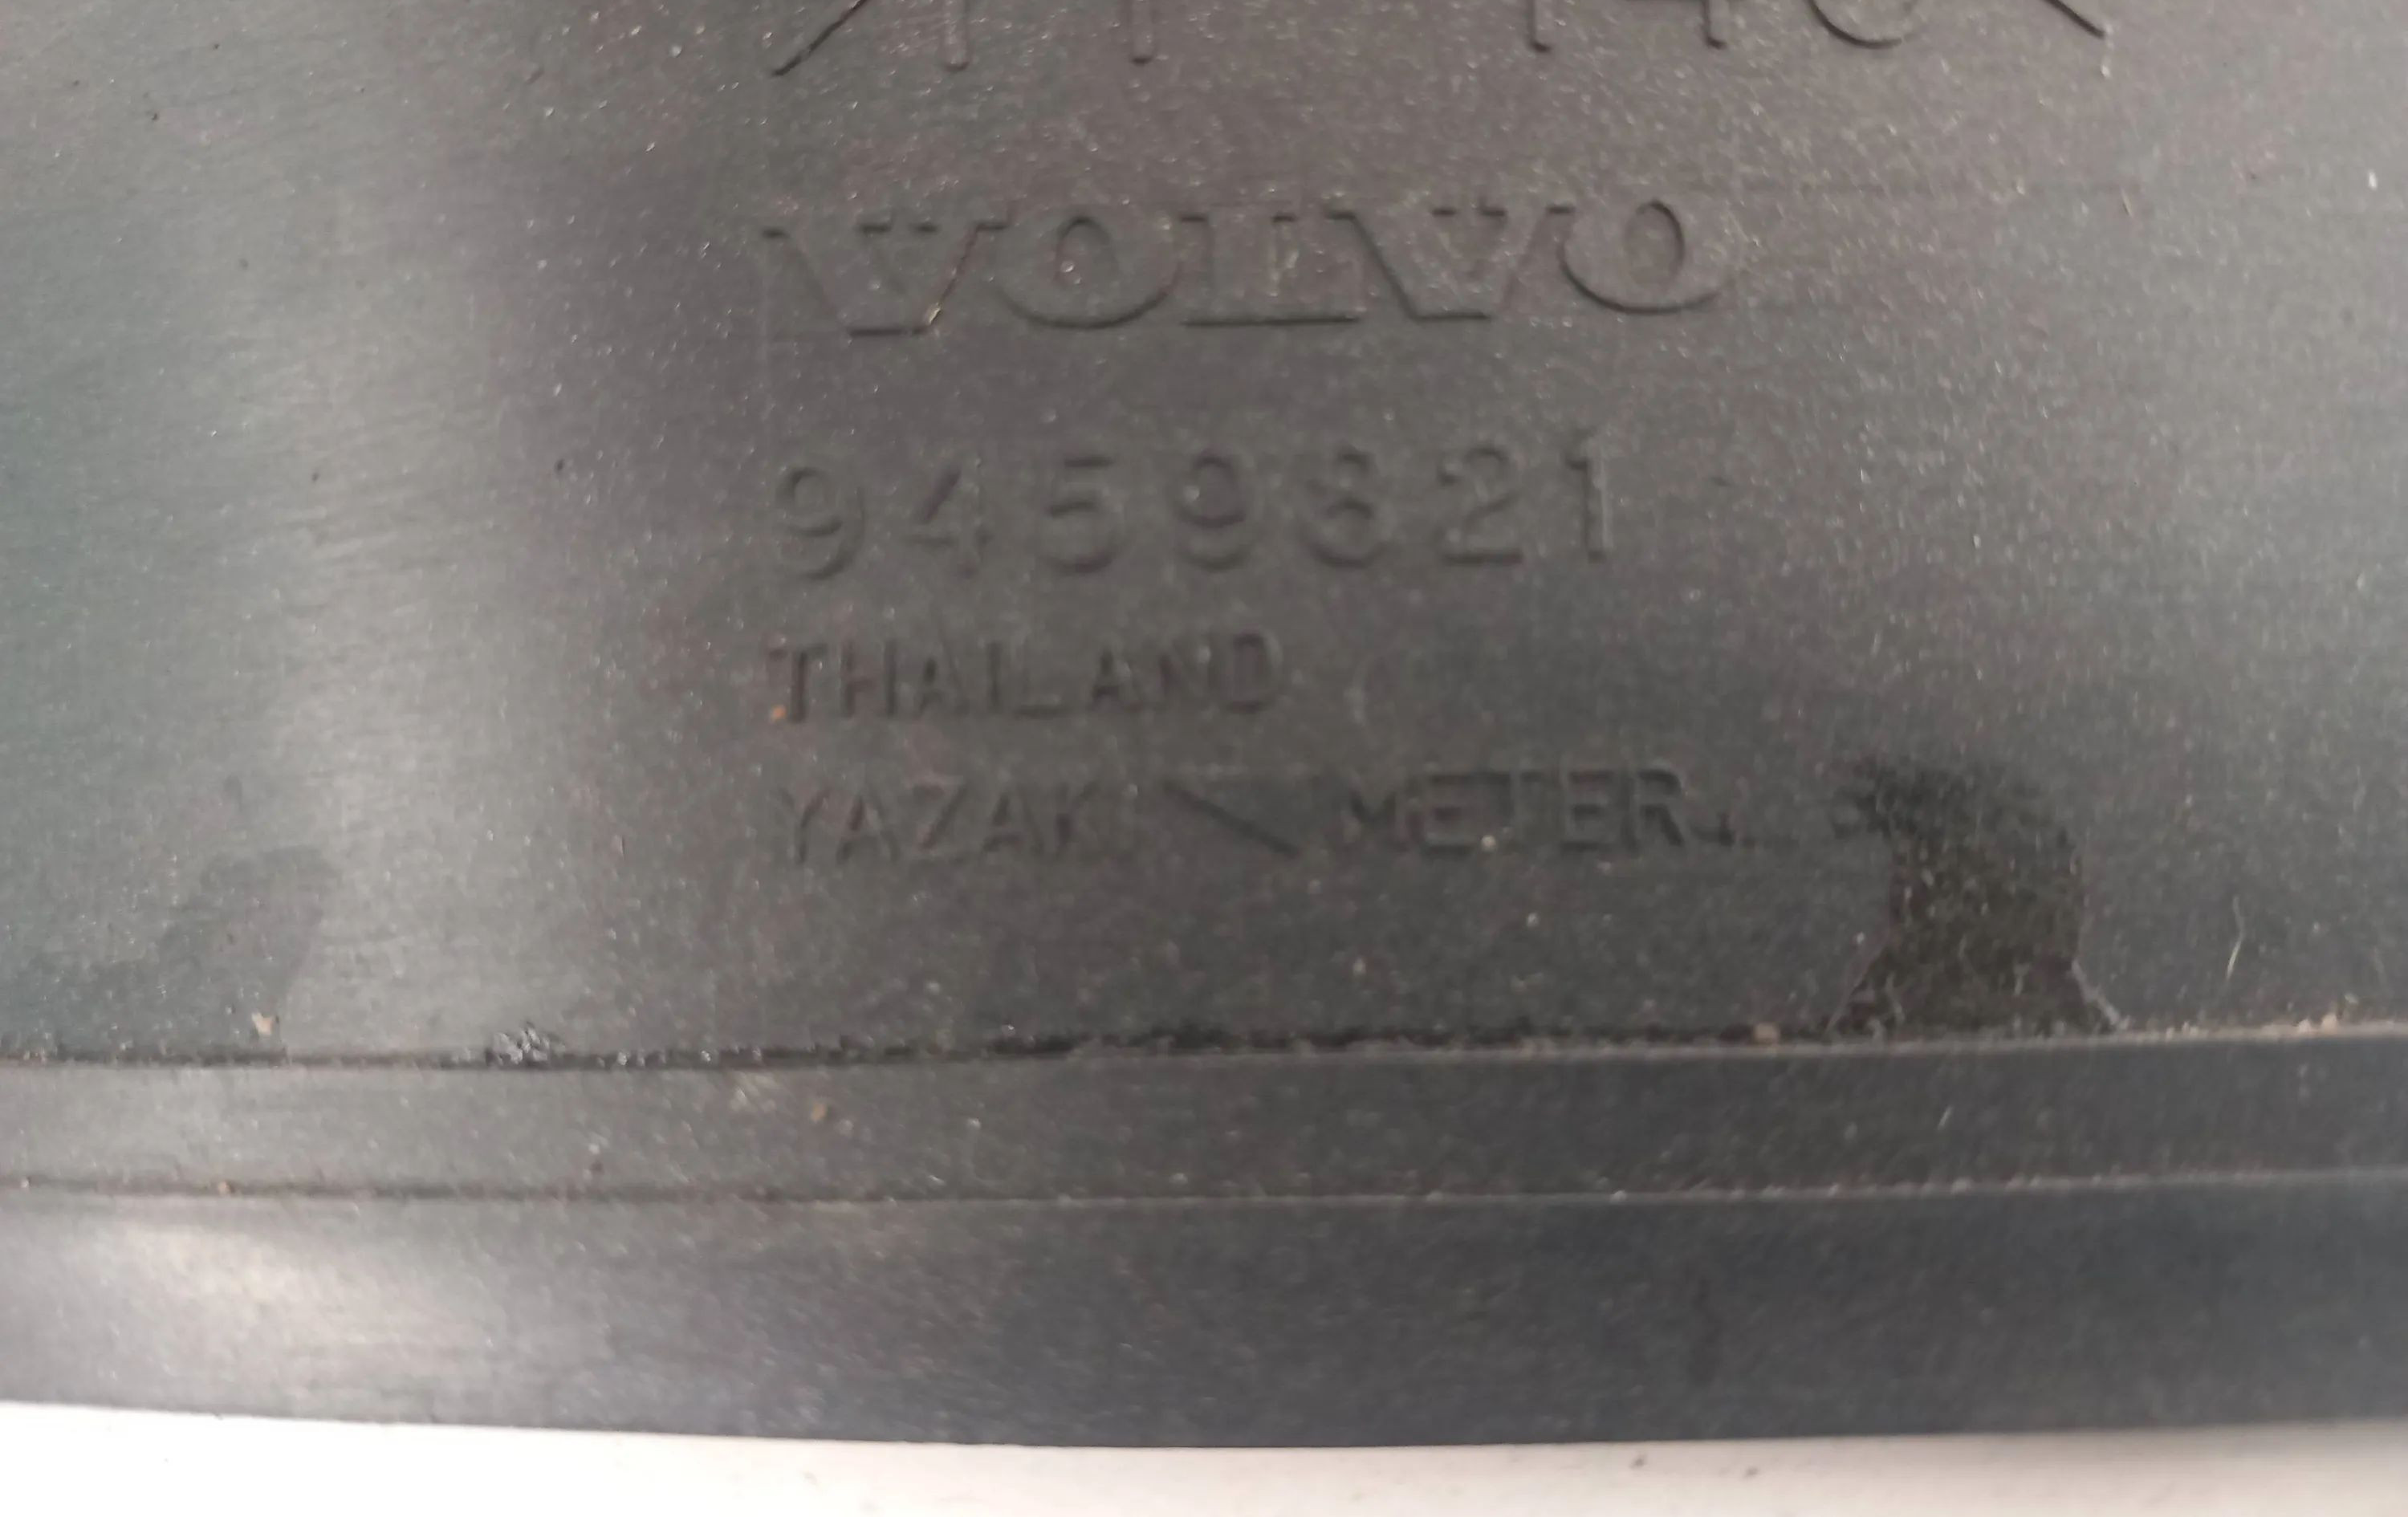 VOLVO
9459821
THAILAND
YAZAKI METER